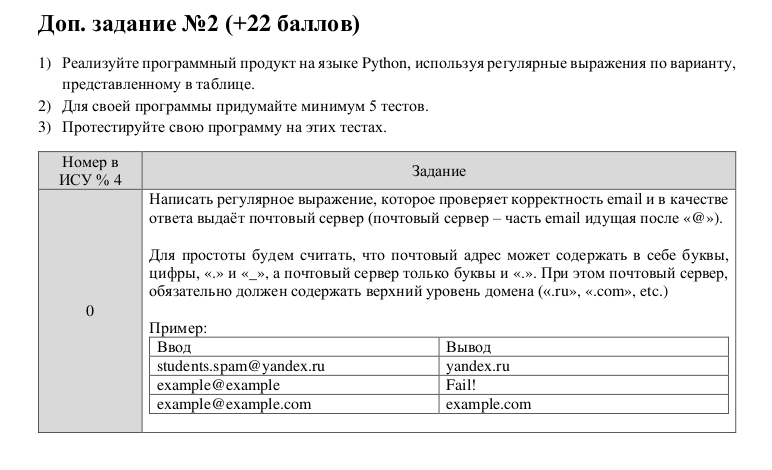 Доп. задание №2 (+22 баллов)
1) Реализуйте программный продукт на языке Python, используя регулярные выражения по варианту,
представленному в таблице.
2) Для своей программы придумайте минимум 5 тестов.
3) Протестируйте свою программу на этих тестах.
Номер в
ИСУ % 4
Задание
0
Написать регулярное выражение, которое проверяет корректность email и в качестве
ответа выдаёт почтовый сервер (почтовый сервер – часть email идущая после «@»).
Для простоты будем считать, что почтовый адрес может содержать в себе буквы,
цифры, «.» и «_», а почтовый сервер только буквы и «.». При этом почтовый сервер,
обязательно должен содержать верхний уровень домена («.ru», «.com», etc.)
Пример:
Ввод Вывод
students.spam@yandex.ru yandex.ru
example@example Fail!
example@example.com example.com